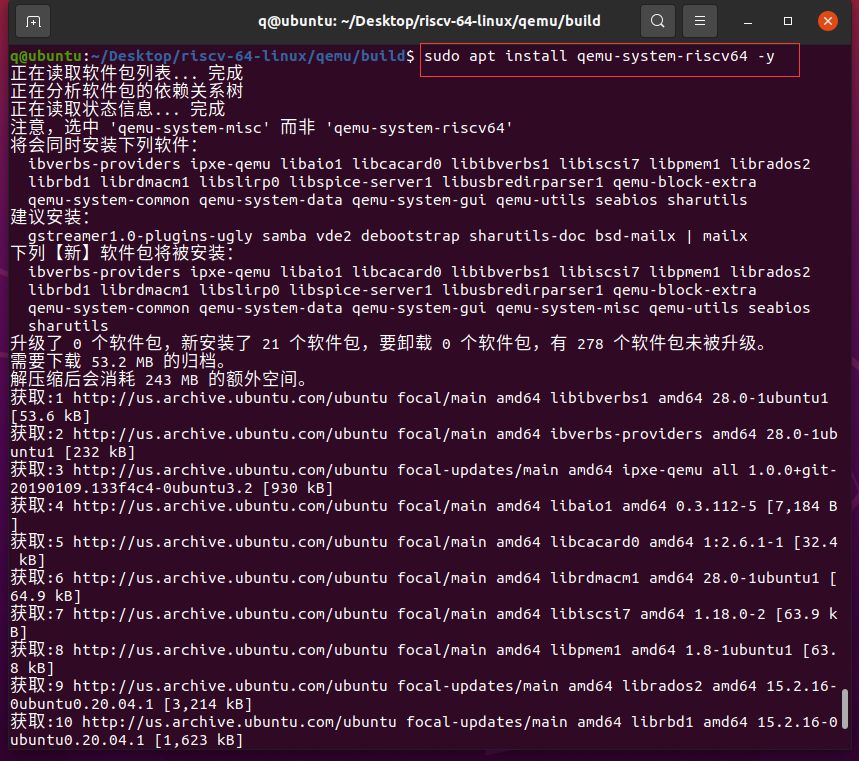 q@ubuntu: ~/Desktop/riscv-64-linux/qemu/build
q@ubuntu:~/Desktop/riscv-64-linux/qemu/build$ sudo apt install qemu-system-riscv64 -y
正在读取软件包列表... 完成
正在分析软件包的依赖关系树
正在读取状态信息... 完成
注意，选中 'qemu-system-misc' 而非 'qemu-system-riscv64'
将会同时安装下列软件：
ibverbs-providers ipxe-qemu libaio1 libcacard0 libibverbs1 libiscsi7 libpmem1 librados2
librbd1 librdmacm1 libslirp0 libspice-server1 libusbredirparser1 qemu-block-extra
qemu-system-common qemu-system-data qemu-system-gui qemu-utils seabios sharutils
建议安装：
gstreamer1.0-plugins-ugly samba vde2 debootstrap sharutils-doc bsd-mailx | mailx
下列【新】软件包将被安装：
ibverbs-providers ipxe-qemu libaio1 libcacard0 libibverbs1 libiscsi7 libpmem1 librados2
librbd1 librdmacm1 libslirp0 libspice-server1 libusbredirparser1 qemu-block-extra
qemu-system-common qemu-system-data qemu-system-gui qemu-system-misc qemu-utils seabios
sharutils
升级了 0 个软件包，新安装了 21 个软件包，要卸载 0 个软件包，有 278 个软件包未被升级。
需要下载 53.2 MB 的归档。
解压缩后会消耗 243 MB 的额外空间。
获取:1 http://us.archive.ubuntu.com/ubuntu focal/main amd64 libibverbs1 amd64 28.0-1ubuntu1
[53.6 kB]
获取:2 http://us.archive.ubuntu.com/ubuntu focal/main amd64 ibverbs-providers amd64 28.0-1ub
untu1 [232 kB]
获取:3 http://us.archive.ubuntu.com/ubuntu focal-updates/main amd64 ipxe-qemu all 1.0.0+git-
20190109.133f4c4-0ubuntu3.2 [930 kB]
获取:4 http://us.archive.ubuntu.com/ubuntu focal/main amd64 libaio1 amd64 0.3.112-5 [7,184 B
]
获取:5 http://us.archive.ubuntu.com/ubuntu focal/main amd64 libcacard0 amd64 1:2.6.1-1 [32.4
kB]
获取:6 http://us.archive.ubuntu.com/ubuntu focal/main amd64 librdmacm1 amd64 28.0-1ubuntu1 [
64.9 kB]
获取:7 http://us.archive.ubuntu.com/ubuntu focal/main amd64 libiscsi7 amd64 1.18.0-2 [63.9 k
B]
获取:8 http://us.archive.ubuntu.com/ubuntu focal/main amd64 libpmem1 amd64 1.8-1ubuntu1 [63.
8 kB]
获取:9 http://us.archive.ubuntu.com/ubuntu focal-updates/main amd64 librados2 amd64 15.2.16-
0ubuntu0.20.04.1 [3,214 kB]
获取:10 http://us.archive.ubuntu.com/ubuntu focal-updates/main amd64 librbd1 amd64 15.2.16-0
ubuntu0.20.04.1 [1,623 kB]